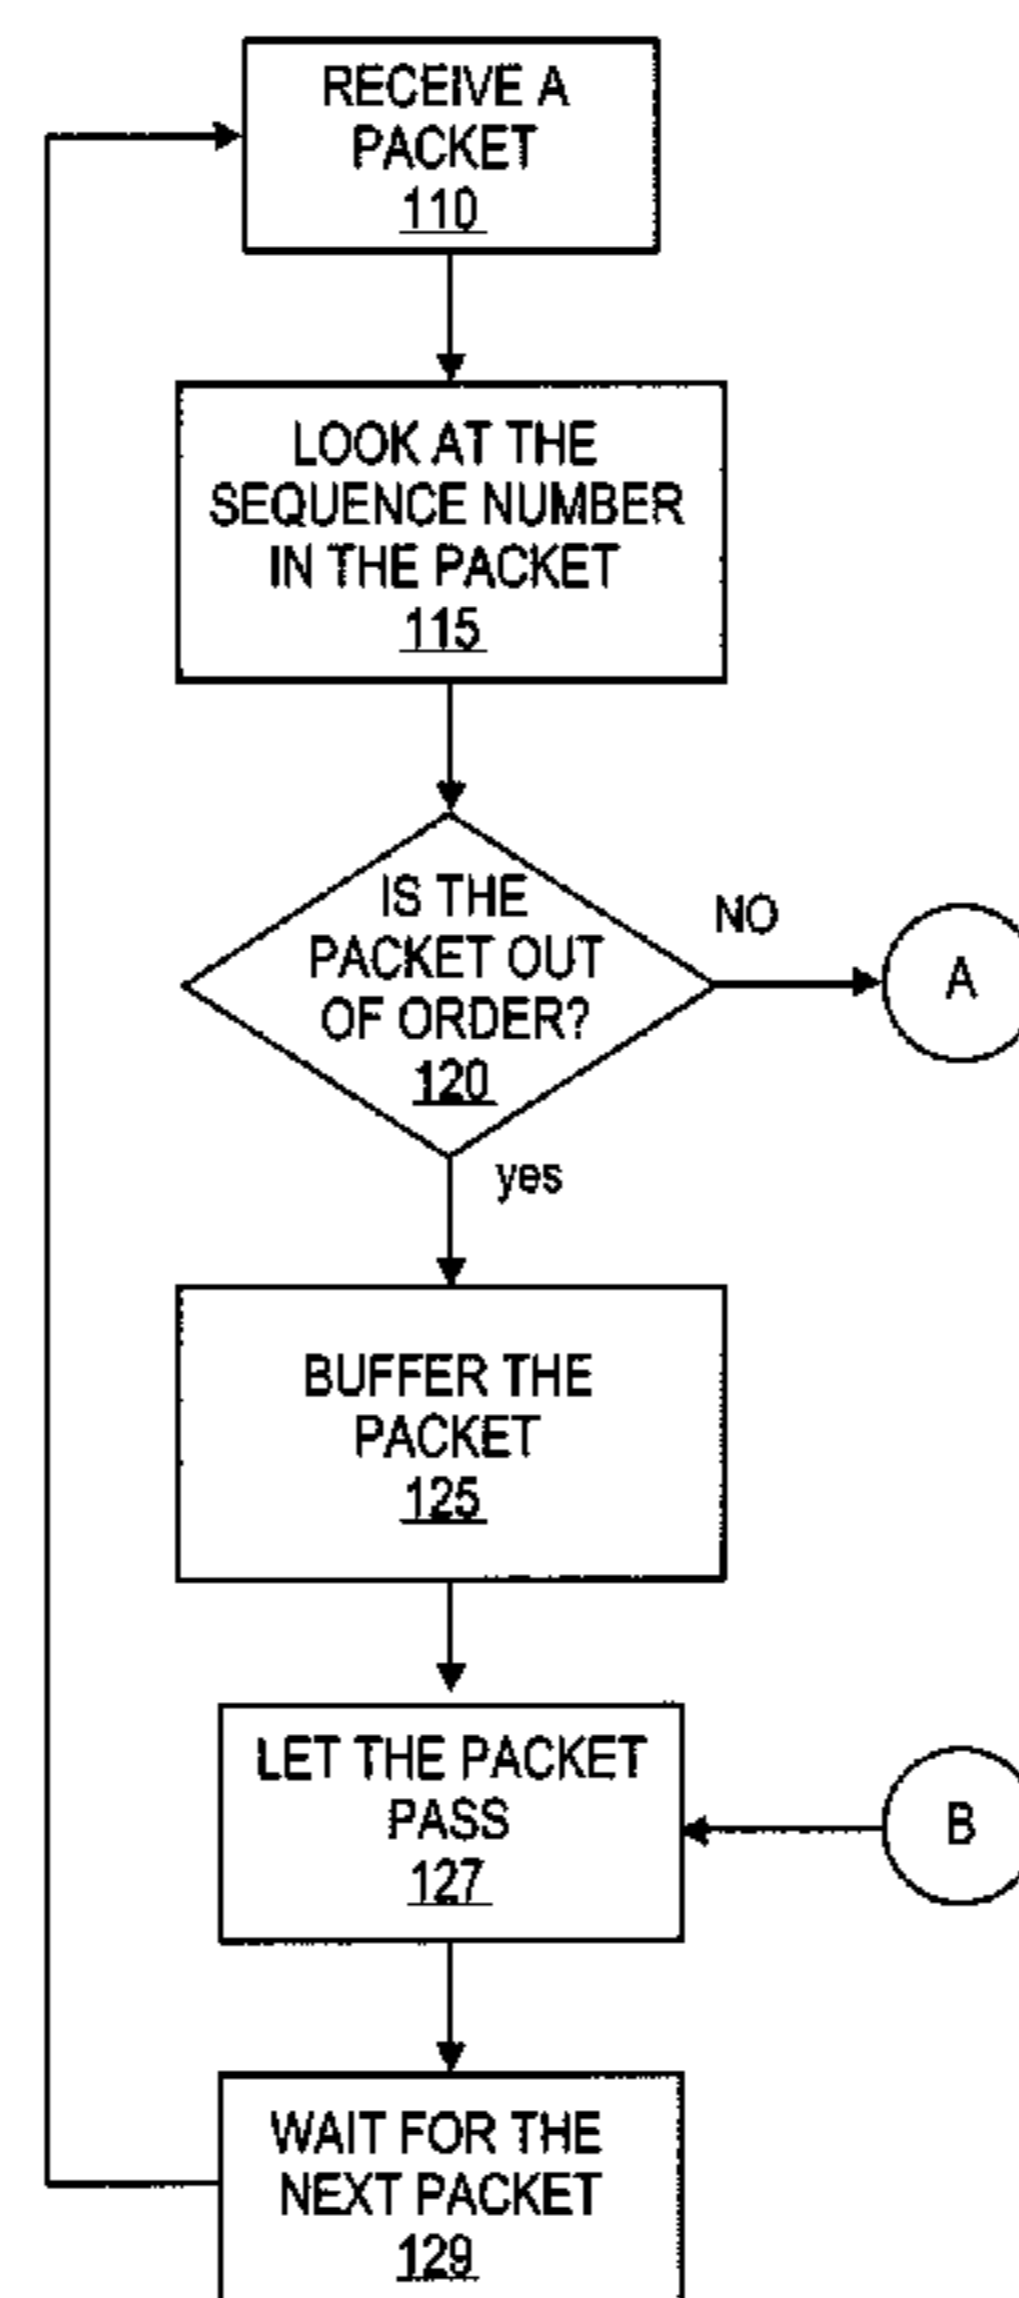 RECEIVE A
PACKET
110
LOOK AT THE
SEQUENCE NUMBER
IN THE PACKET
115
IS THE
PACKET OUT
OF ORDER?
120
NO
A
yes
BUFFER THE
PACKET
125
LET THE PACKET
PASS
127
B
WAIT FOR THE
NEXT PACKET
129